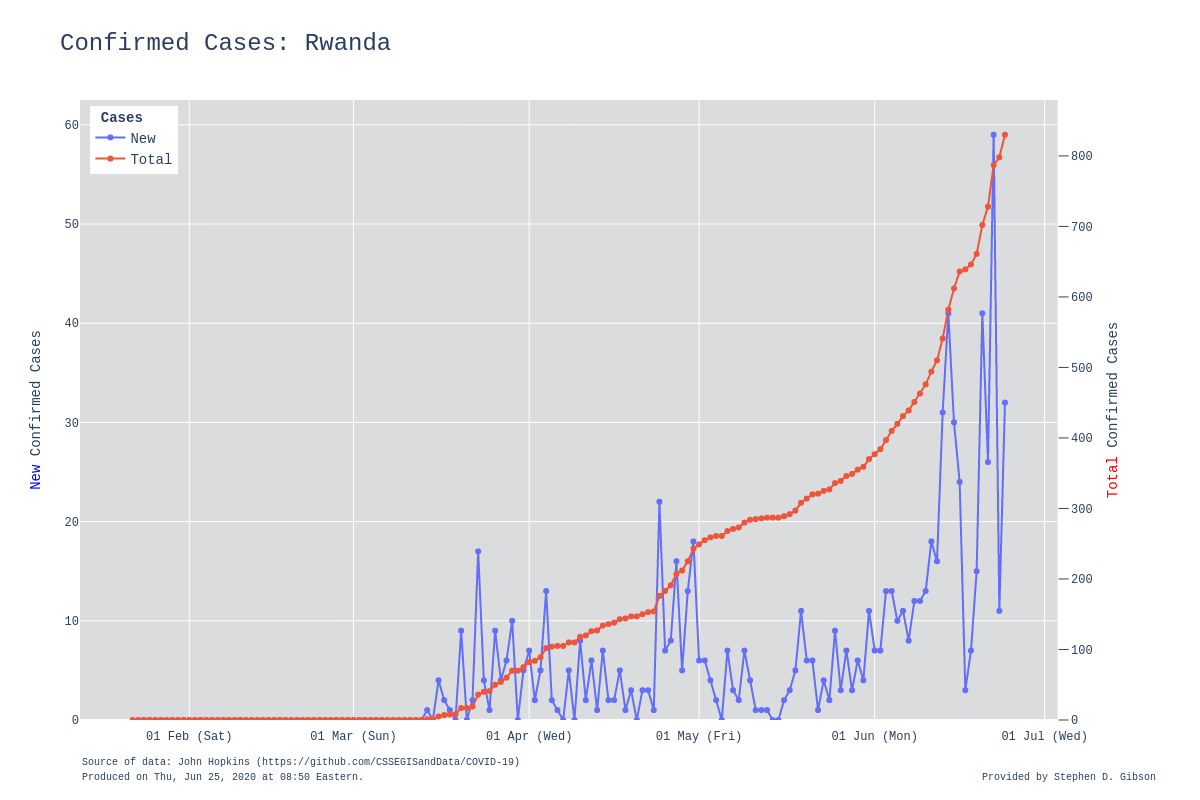 Confirmed Cases: Rwanda
Cases
New
Total
60
50
40
30
20
10
0
800
700
600
500
400
300
200
100
0
New Confirmed Cases
Total Confirmed Cases
01 Feb (Sat)
01 Mar (Sun)
01 Apr (Wed)
01 May (Fri)
01 Jun (Mon)
01 Jul (Wed)
Source of data: John Hopkins (https://github.com/CSSEGISandData/COVID-19)
Produced on Thu, Jun 25, 2020 at 08:50 Eastern.
Provided by Stephen D. Gibson